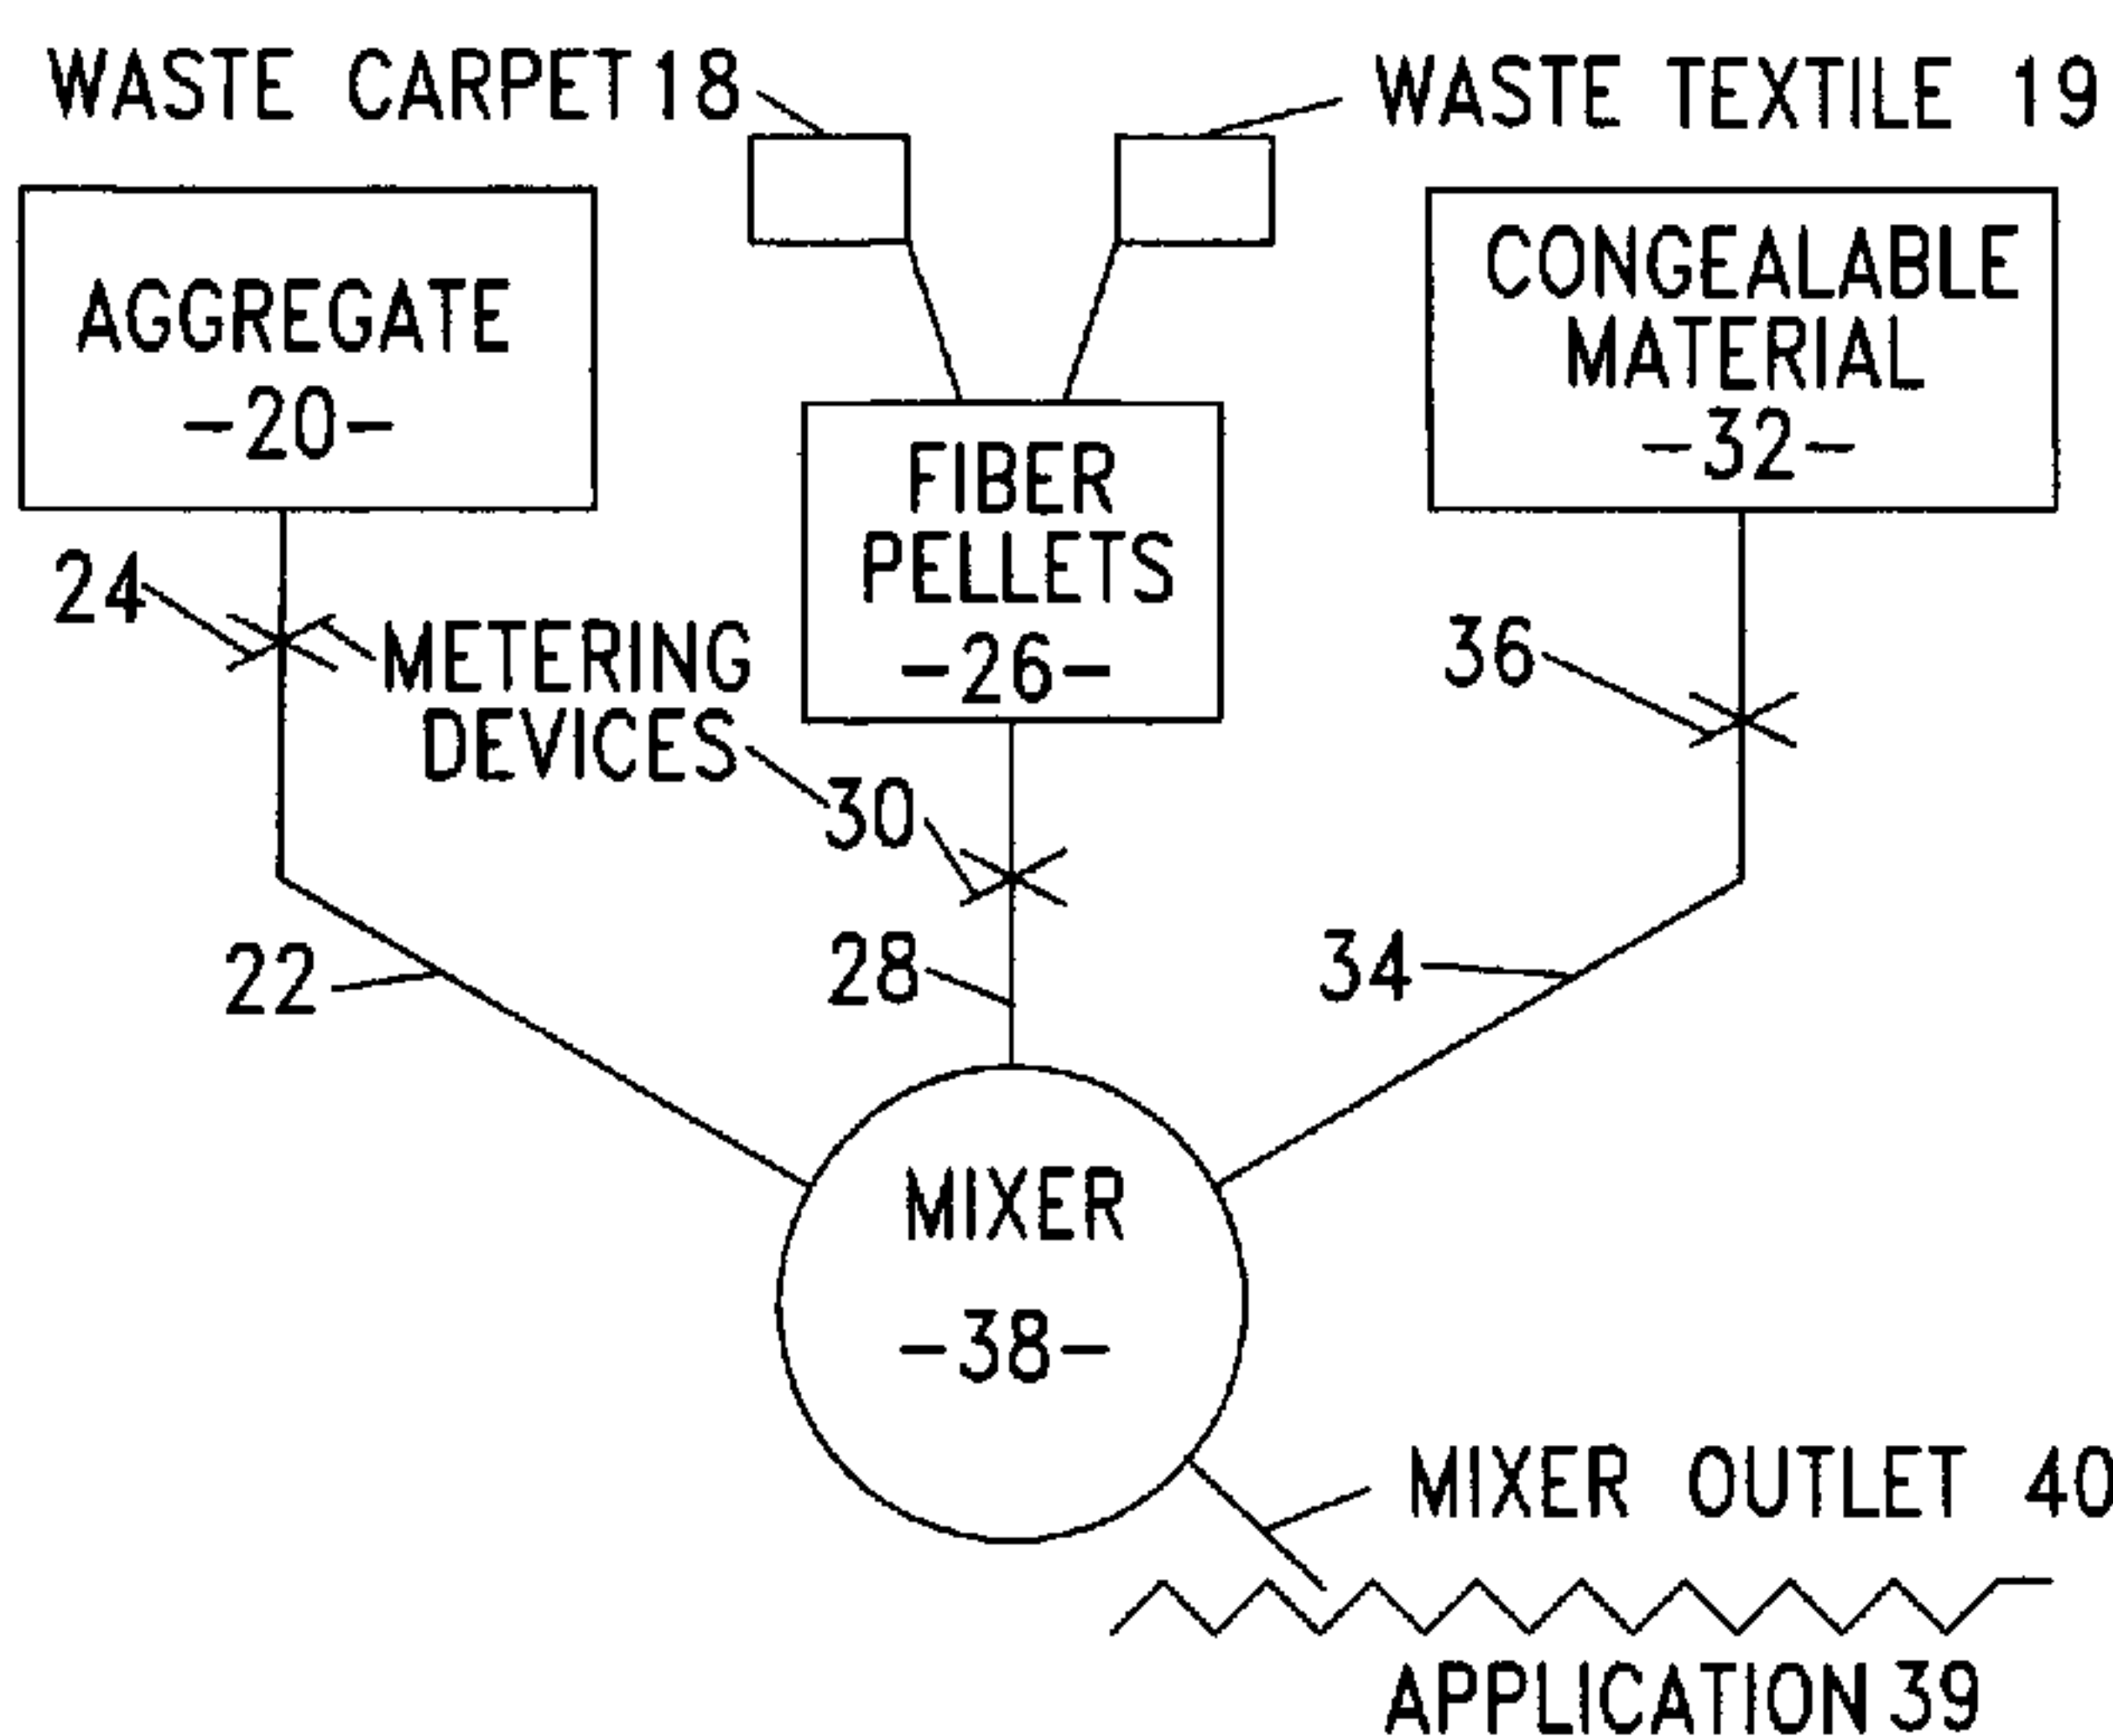 WASTE CARPET 18
WASTE TEXTILE 19
AGGREGATE
-20-
CONGEALABLE
MATERIAL
-32-
FIBER
PELLETS
-26-
24
METERING
DEVICES
30
36
22
28
34
MIXER
-38-
MIXER OUTLET 40
APPLICATION 39